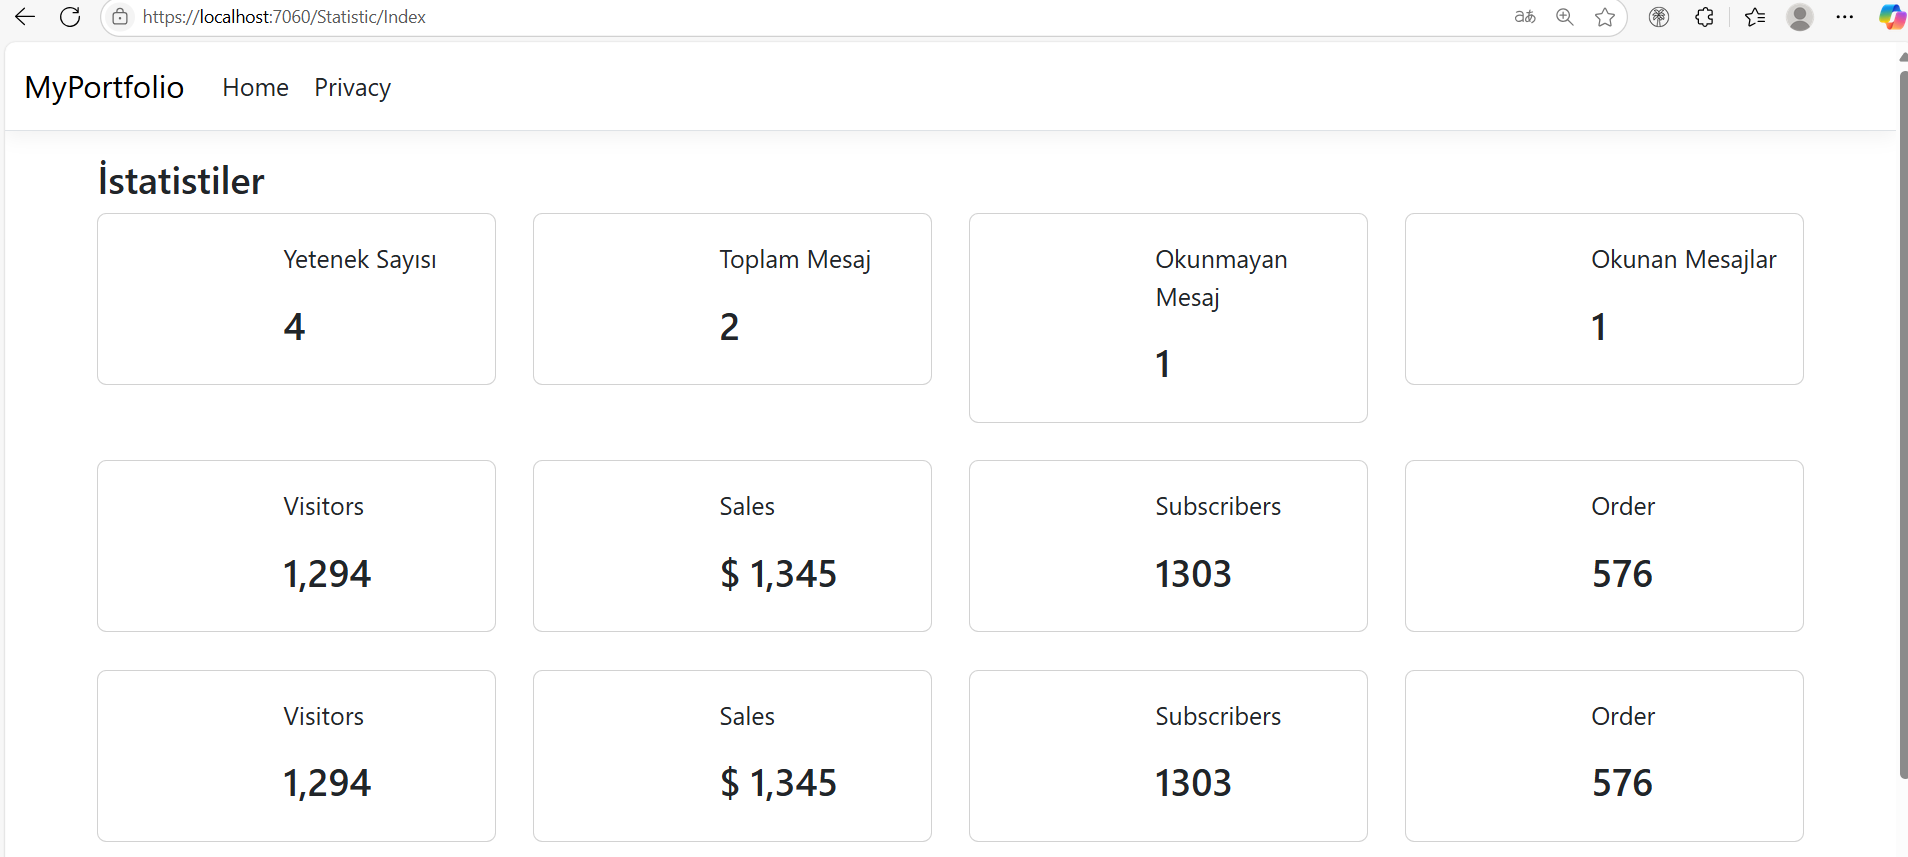 https://localhost:7060/Statistic/Index
MyPortfolio Home Privacy
İstatistiler
Yetenek Sayısı
4
Toplam Mesaj
2
Okunmayan
Mesaj
1
Okunan Mesajlar
1
Visitors
1,294
Sales
$ 1,345
Subscribers
1303
Order
576
Visitors
1,294
Sales
$ 1,345
Subscribers
1303
Order
576